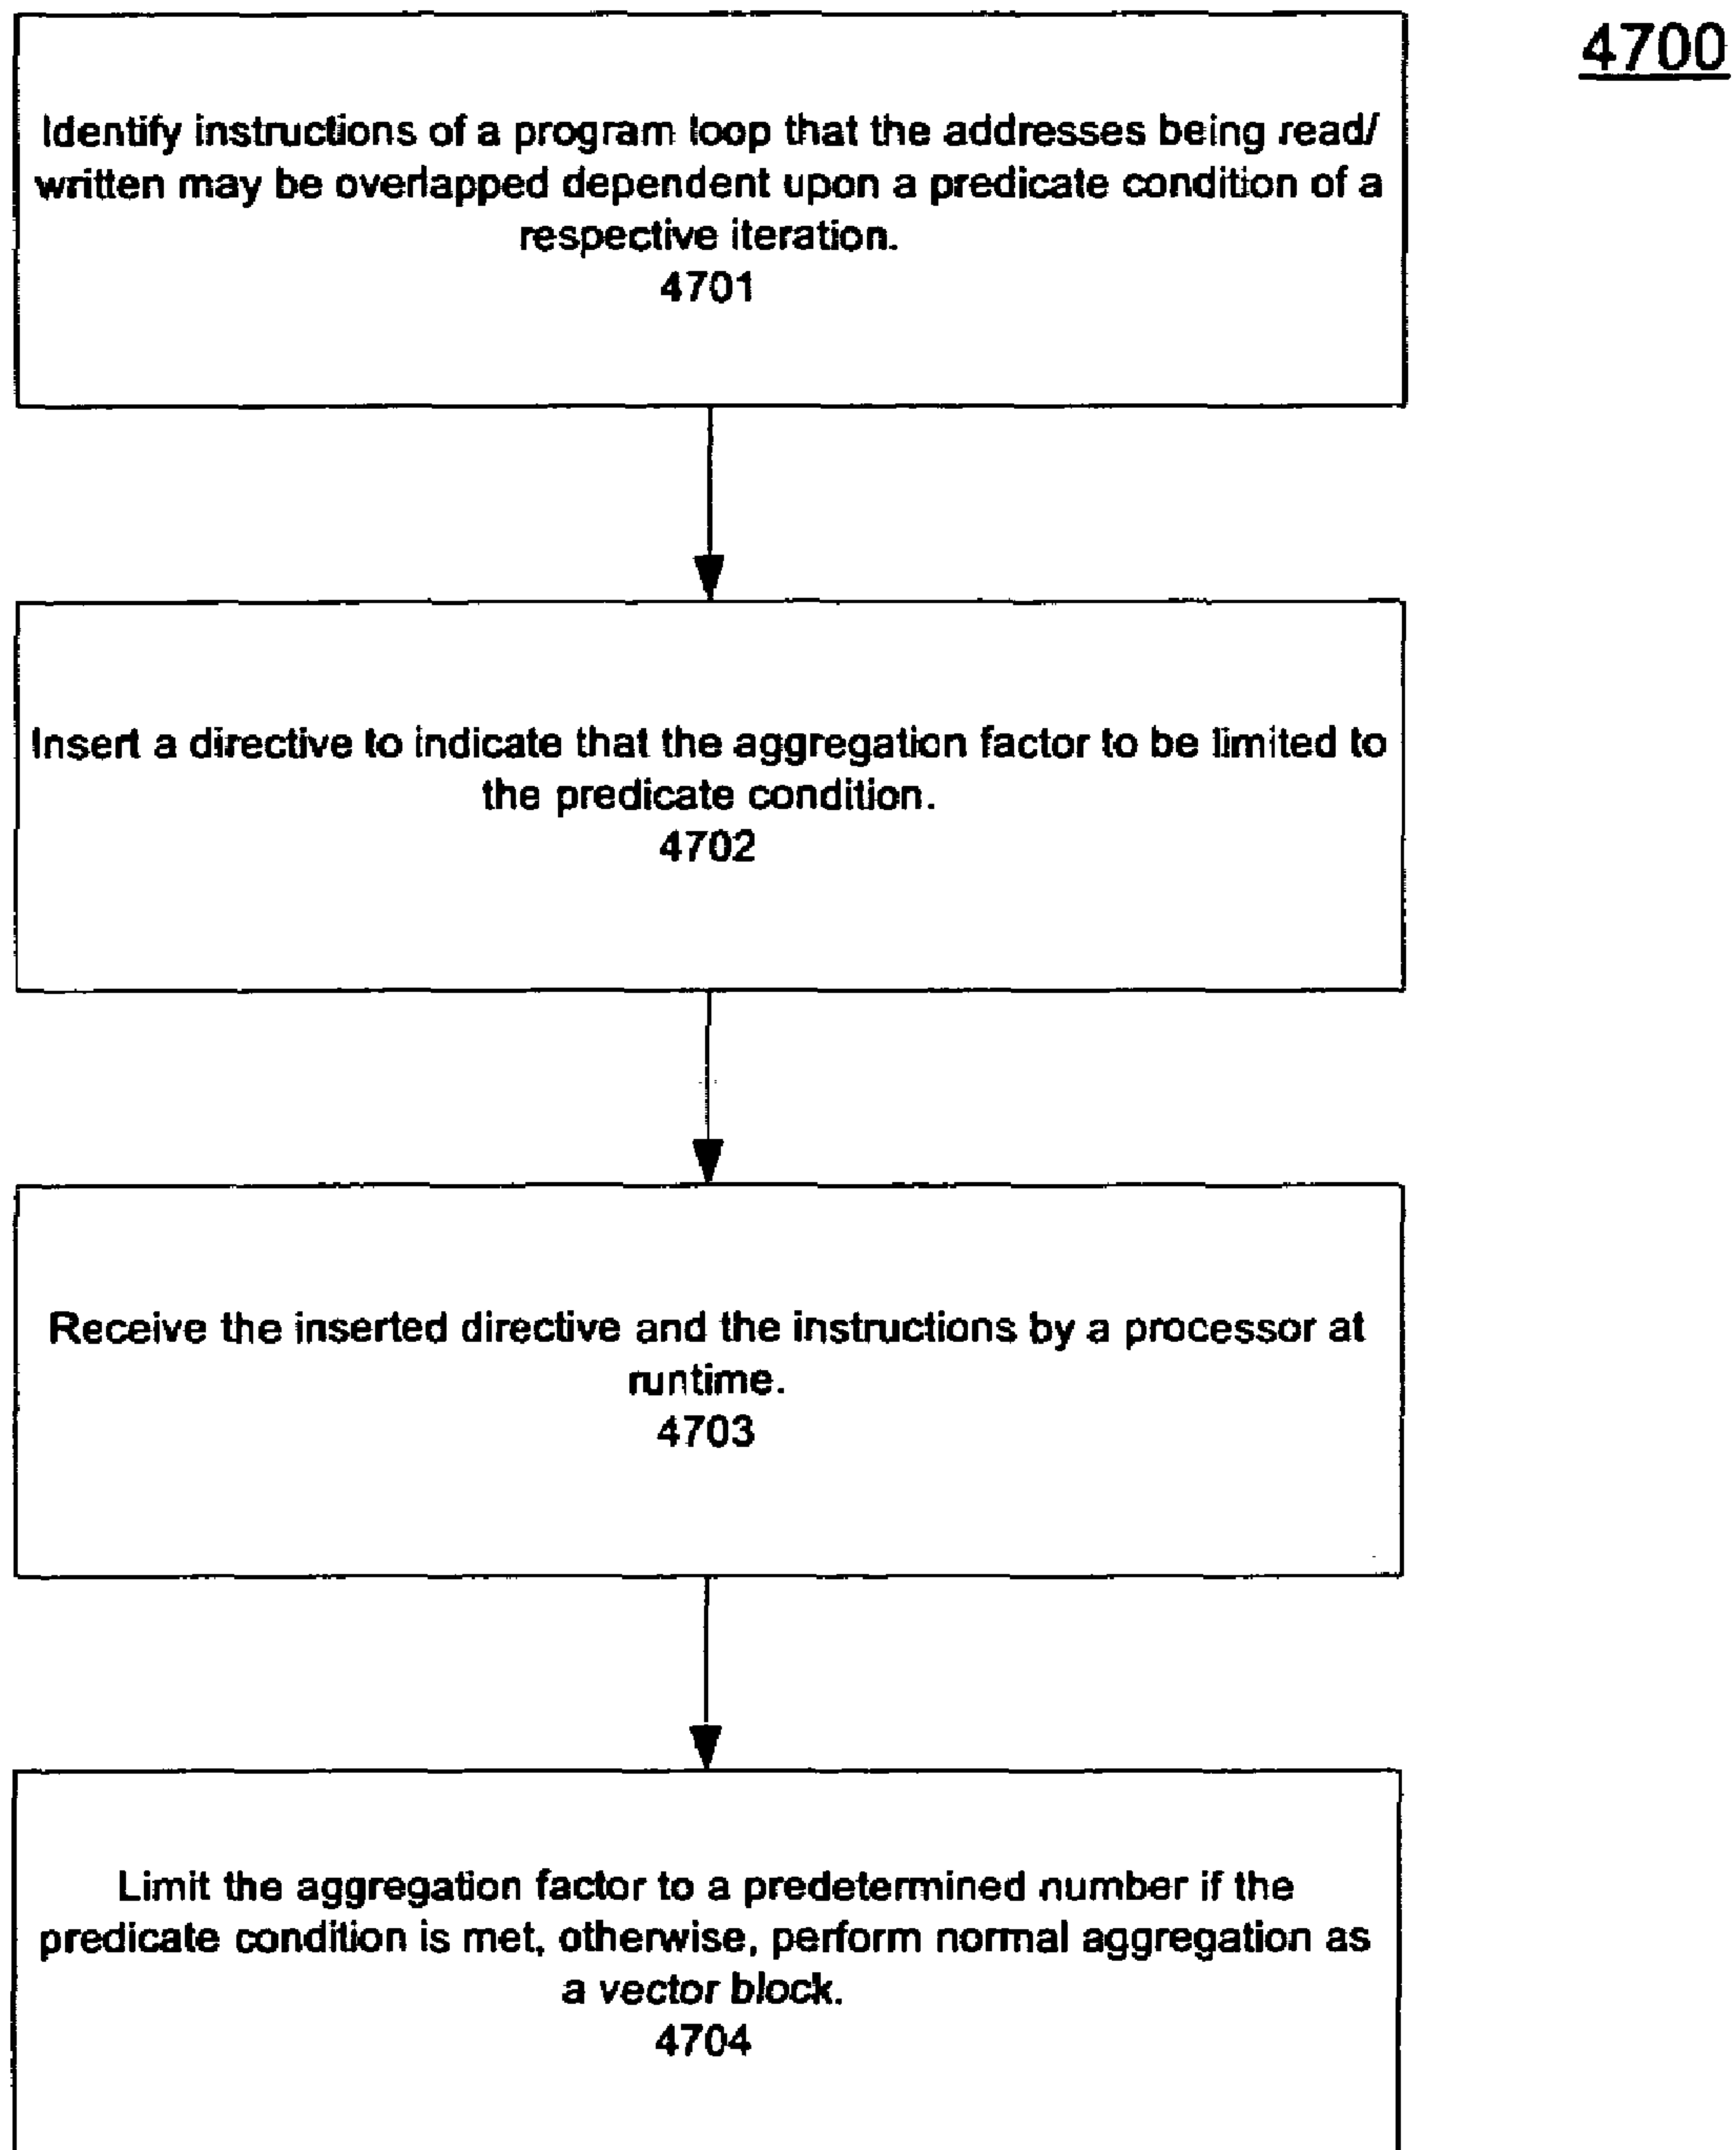 4700
Identify instructions of a program loop that the addresses being read/
written may be overlapped dependent upon a predicate condition of a
respective iteration.
4701
Insert a directive to indicate that the aggregation factor to be limited to
the predicate condition.
4702
Receive the inserted directive and the instructions by a processor at
runtime.
4703
Limit the aggregation factor to a predetermined number if the
predicate condition is met, otherwise, perform normal aggregation as
a vector block.
4704